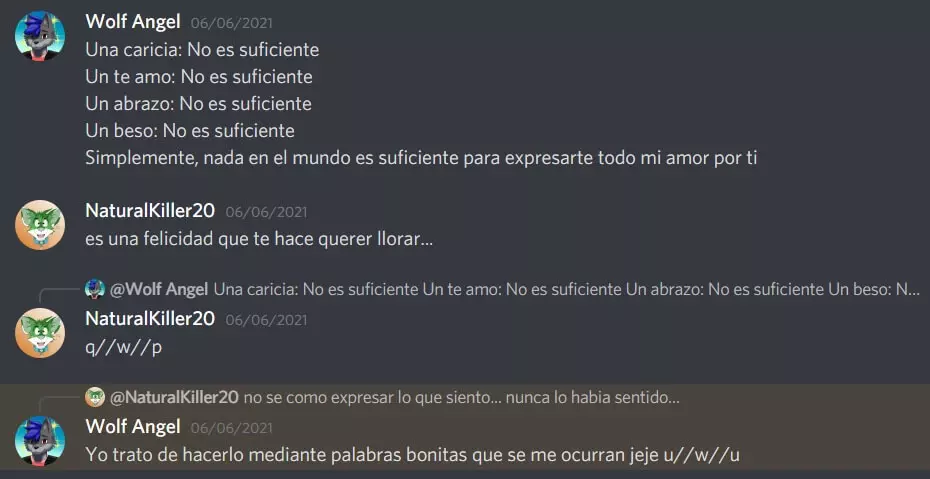 Wolf Angel 06/06/2021
Una caricia: No es suficiente
Un te amo: No es suficiente
Un abrazo: No es suficiente
Un beso: No es suficiente
Simplemente, nada en el mundo es suficiente para expresarte todo mi amor por ti
NaturalKiller20 06/06/2021
es una felicidad que te hace querer llorar...
@Wolf Angel Una caricia: No es suficiente Un te amo: No es suficiente Un abrazo: No es suficiente Un beso: N...
NaturalKiller20 06/06/2021
q//w//p
@NaturalKiller20 no se como expresar lo que siento... nunca lo habia sentido...
Wolf Angel 06/06/2021
Yo trato de hacerlo mediante palabras bonitas que se me ocurran jeje u//w//u